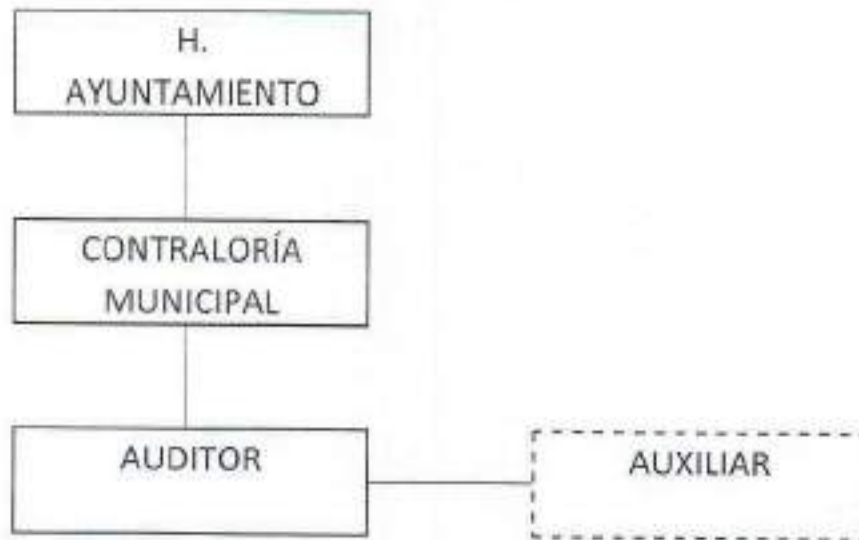 H.
AYUNTAMIENTO
CONTRALORÍA
MUNICIPAL
AUDITOR
AUXILIAR